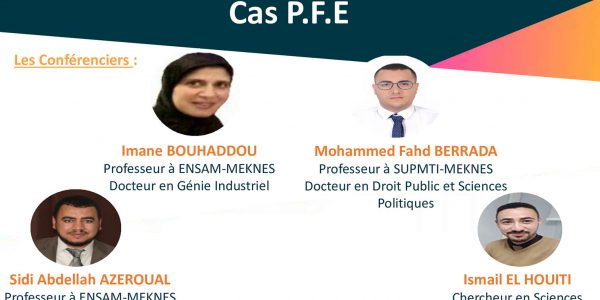 Cas P.F.E
Les Conférenciers :
Imane BOUHADDOU
Professeur à ENSAM-MEKNES
Docteur en Génie Industriel
Mohammed Fahd BERRADA
Professeur à SUPMTI-MEKNES
Docteur en Droit Public et Sciences
Politiques
Sidi Abdellah AZEROUAL
Professeur à ENSAM-MEKNES
Ismail EL HOUITI
Chercheur en Sciences